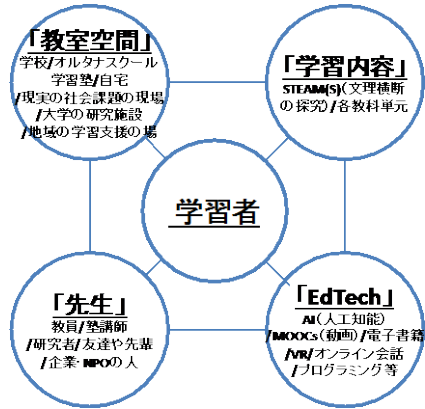 「教室空間」
学校/オルタナスクール
学習塾/自宅
/現実の社会課題の現場
/大学の研究施設
/地域の学習支援の場
「学習内容」
STEAM(S)(文理横断
の探究)/各教科単元
学習者
「先生」
教員/塾講師
/研究者/友達や先輩
/企業・NPOの人
「EdTech」
AI(人工知能)
/MOOCs(動画)/電子書籍
/VR/オンライン会話
/プログラミング等